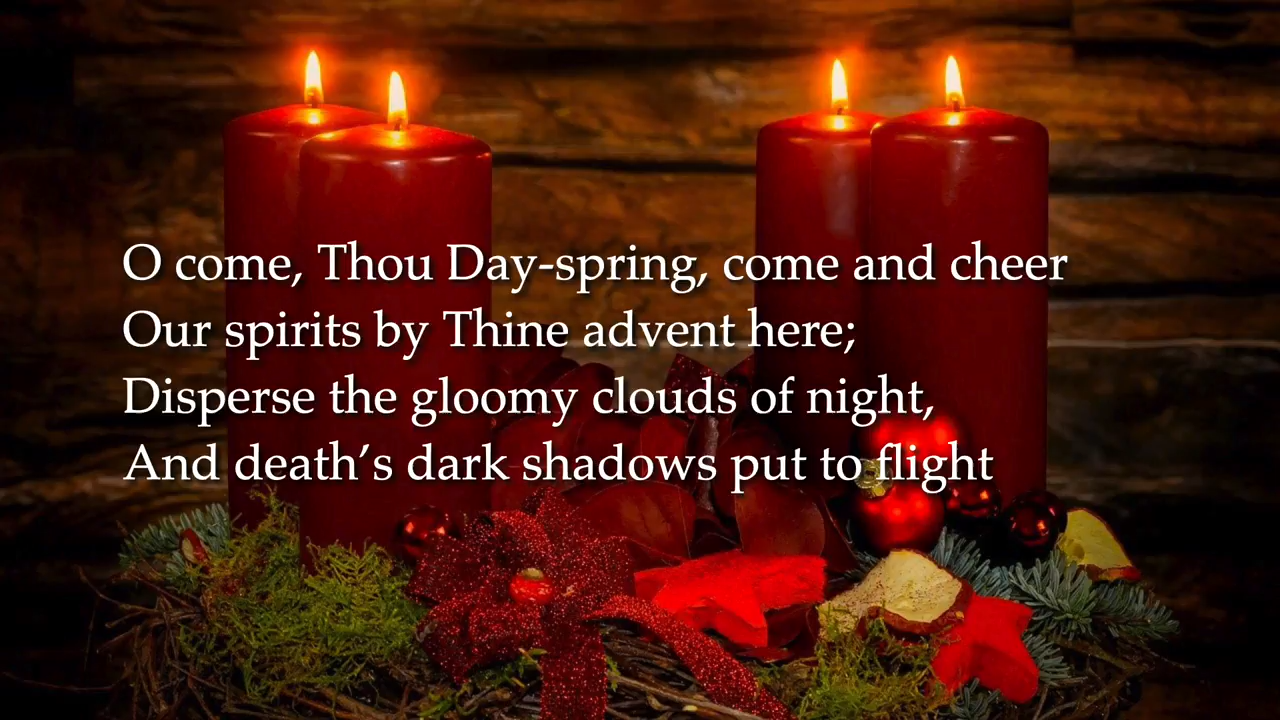 O come, Thou Day-spring, come and cheer
Our spirits by Thine advent here;
Disperse the gloomy clouds of night,
And death’s dark shadows put to flight